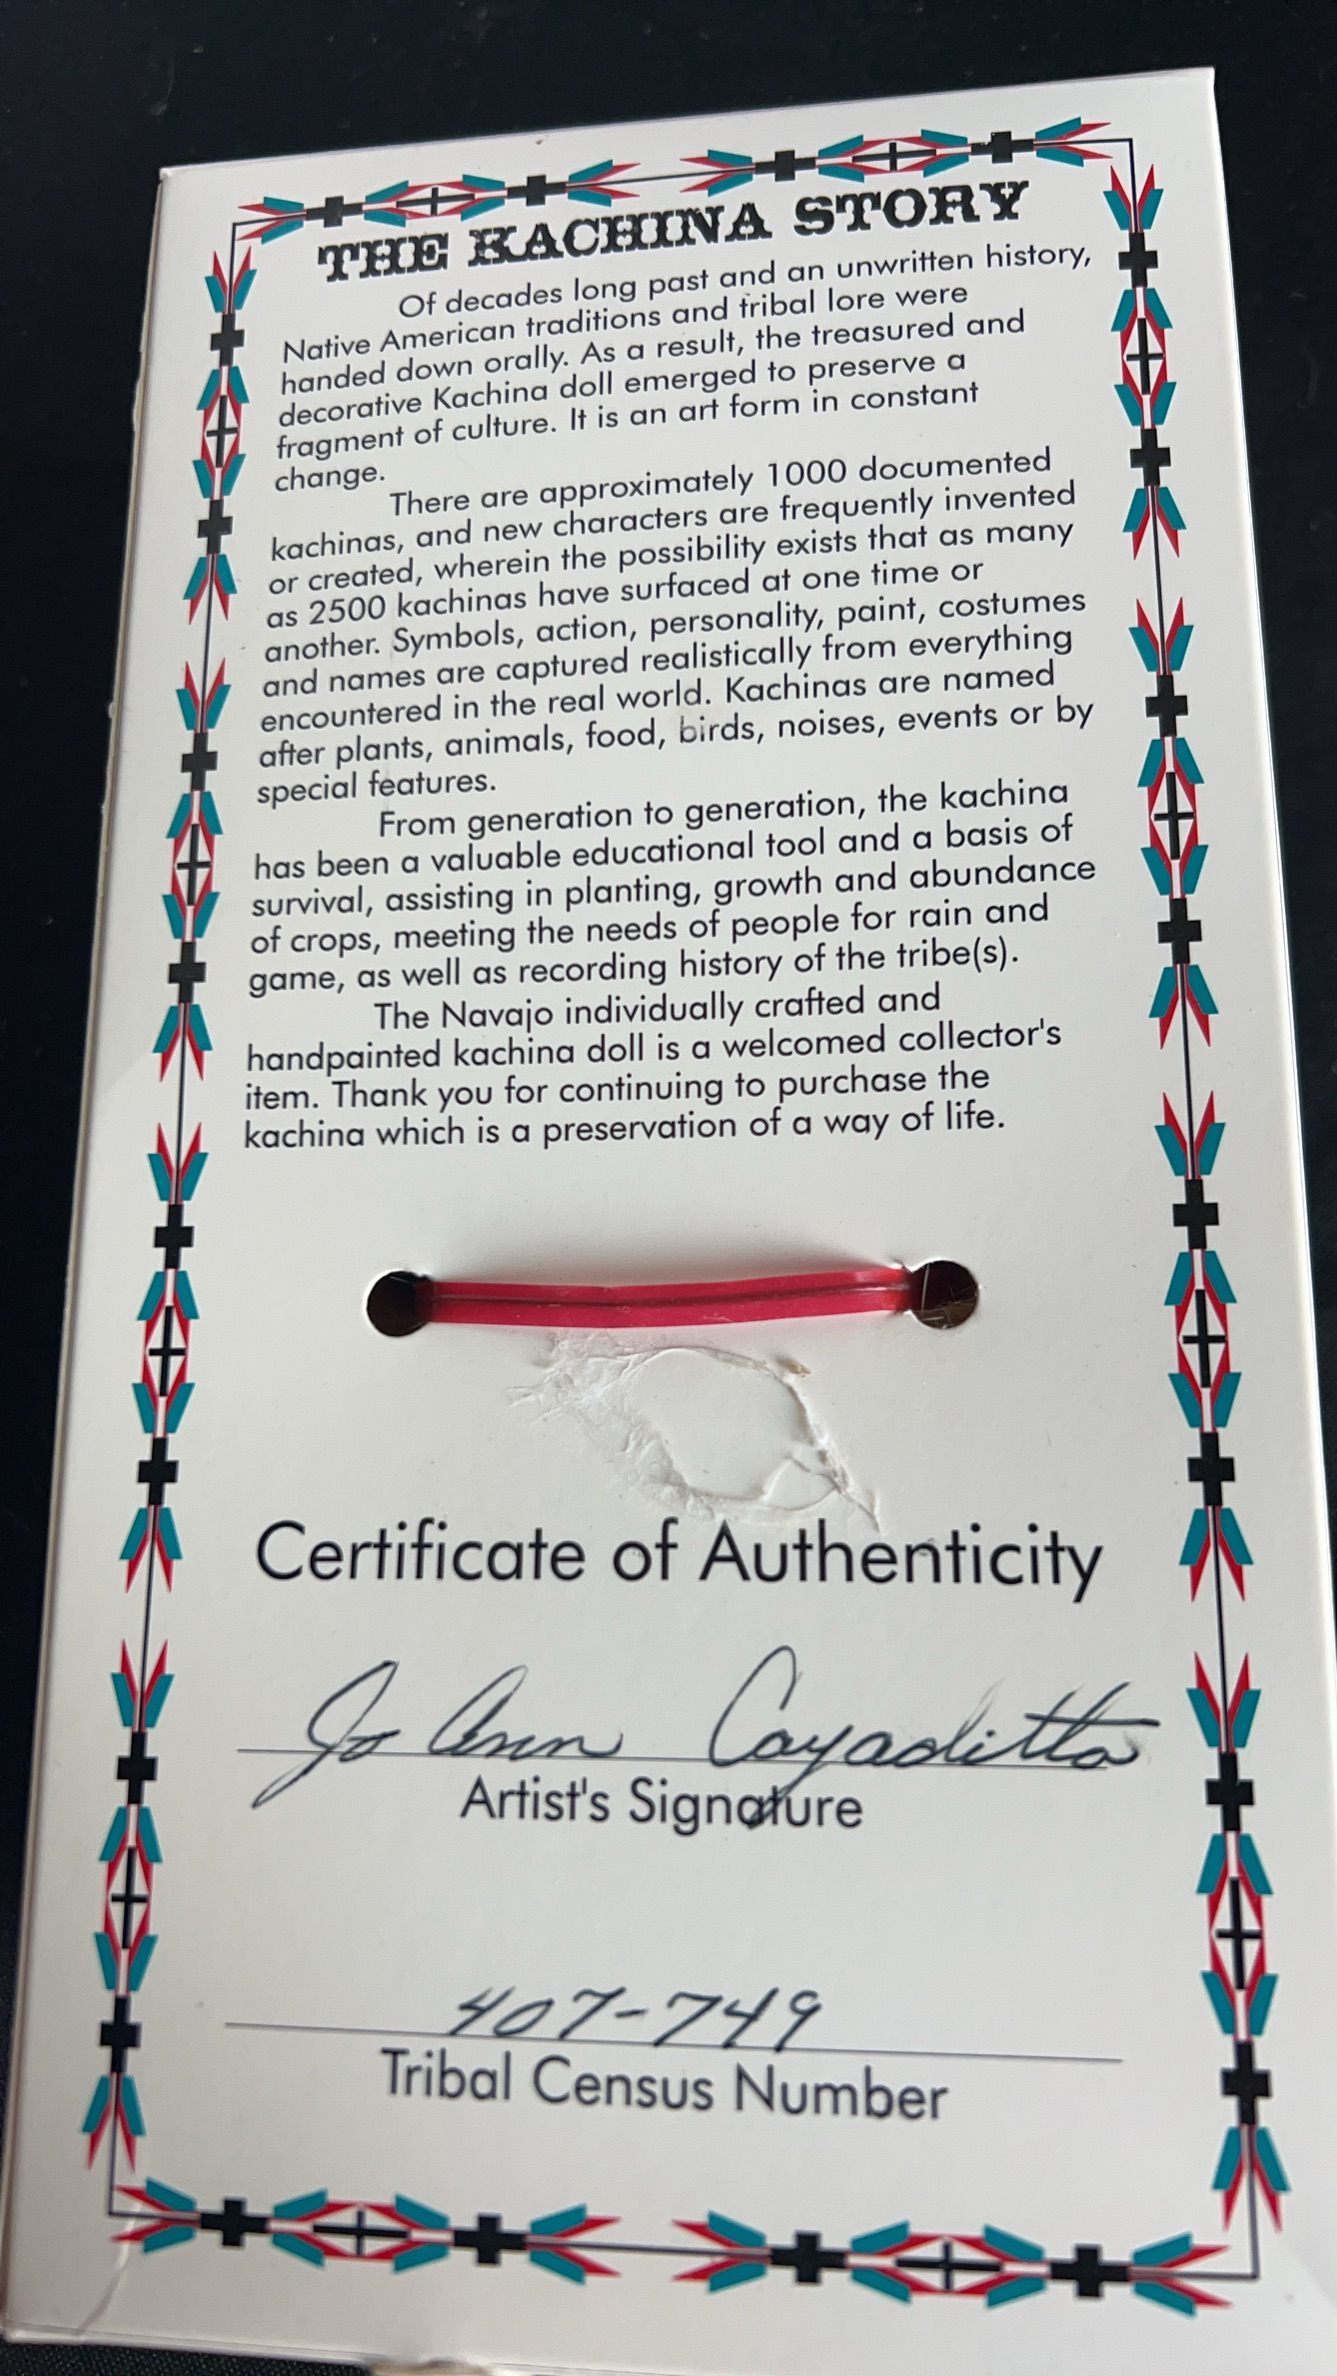 THE KACHINA STORY
Of decades long past and an unwritten history,
Native American traditions and tribal lore were
handed down orally. As a result, the treasured and
decorative Kachina doll emerged to preserve a
fragment of culture. It is an art form in constant
change.
There are approximately 1000 documented
kachinas, and new characters are frequently invented
or created, wherein the possibility exists that as many
as 2500 kachinas have surfaced at one time or
another. Symbols, action, personality, paint, costumes
and names are captured realistically from everything
encountered in the real world. Kachinas are named
after plants, animals, food, birds, noises, events or by
special features.
From generation to generation, the kachina
has been a valuable educational tool and a basis of
survival, assisting in planting, growth and abundance
of crops, meeting the needs of people for rain and
game, as well as recording history of the tribe(s).
The Navajo individually crafted and
handpainted kachina doll is a welcomed collector's
item. Thank you for continuing to purchase the
kachina which is a preservation of a way of life.
Certificate of Authenticity
Jo Ann Cayaditto
Artist's Signature
407-749
Tribal Census Number